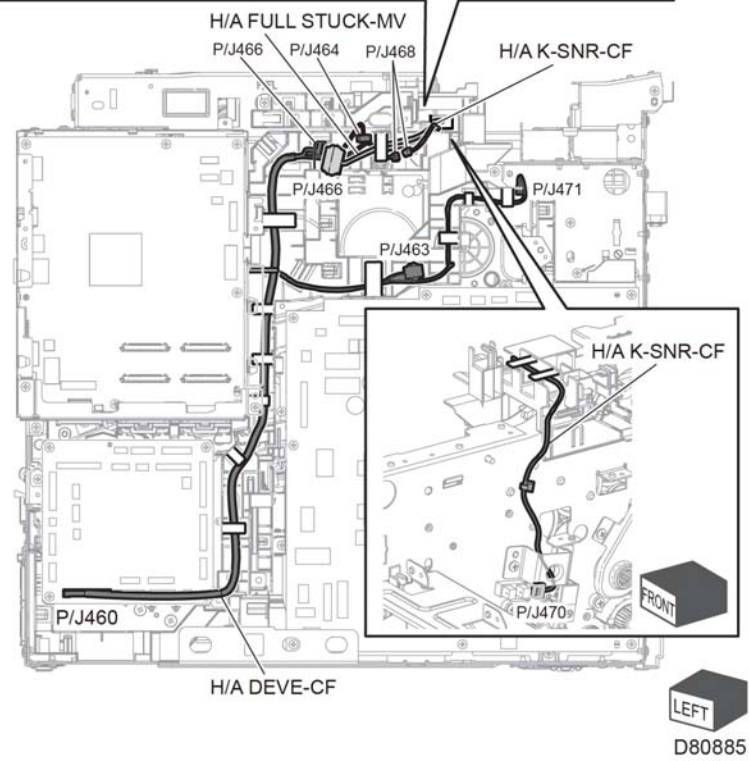 H/A FULL STUCK-MV
P/J466 P/J464 P/J468 H/A K-SNR-CF
P/J466
P/J471
P/J463
H/A K-SNR-CF
P/J470
FRONT
P/J460
H/A DEVE-CF
LEFT
D80885